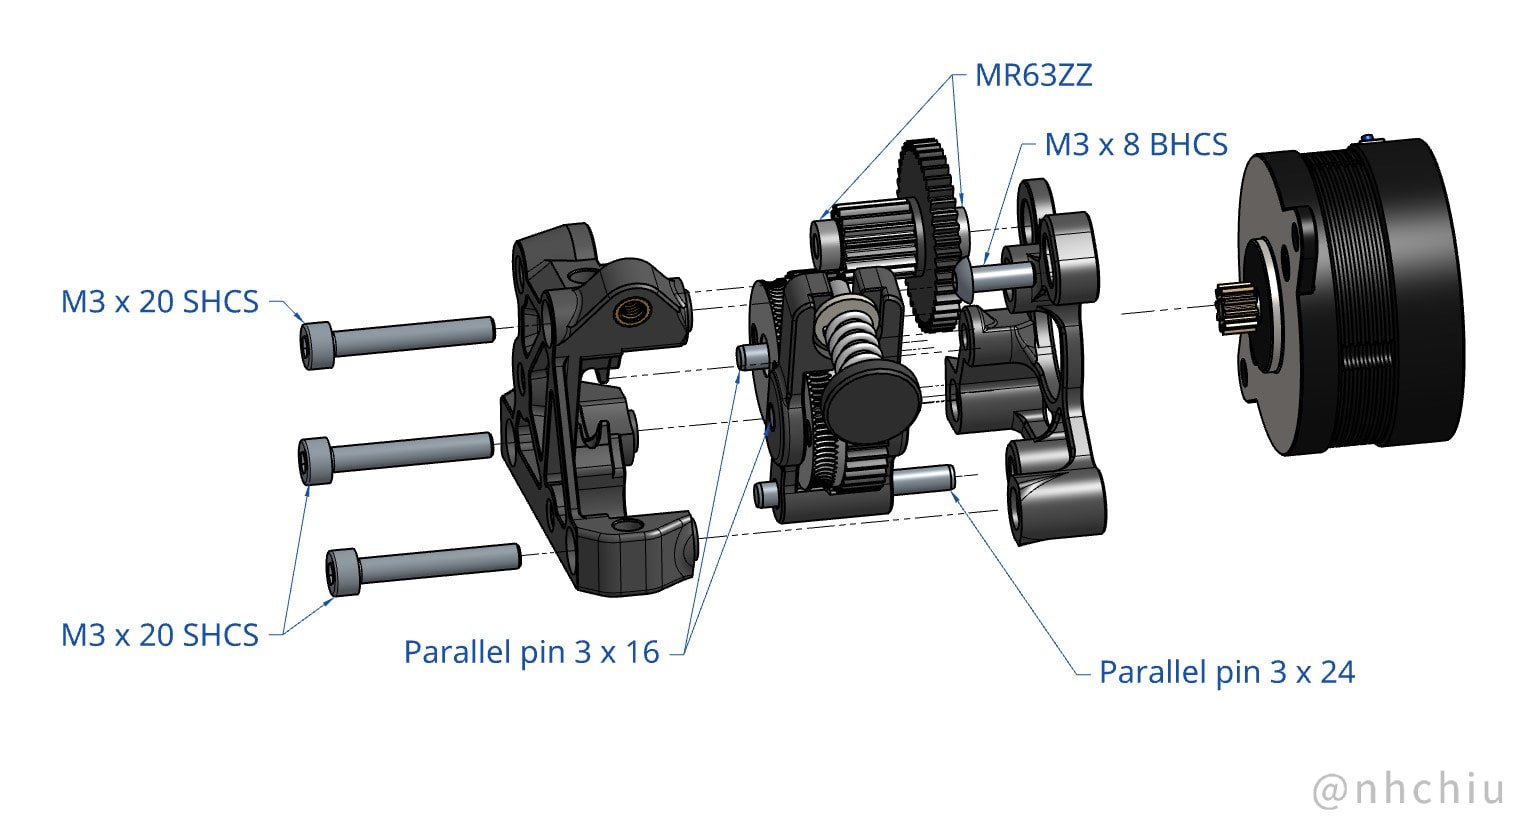 MR63ZZ
M3 x 8 BHCS
M3 x 20 SHCS
M3 x 20 SHCS
Parallel pin 3 x 16
Parallel pin 3 x 24
@nhchiu